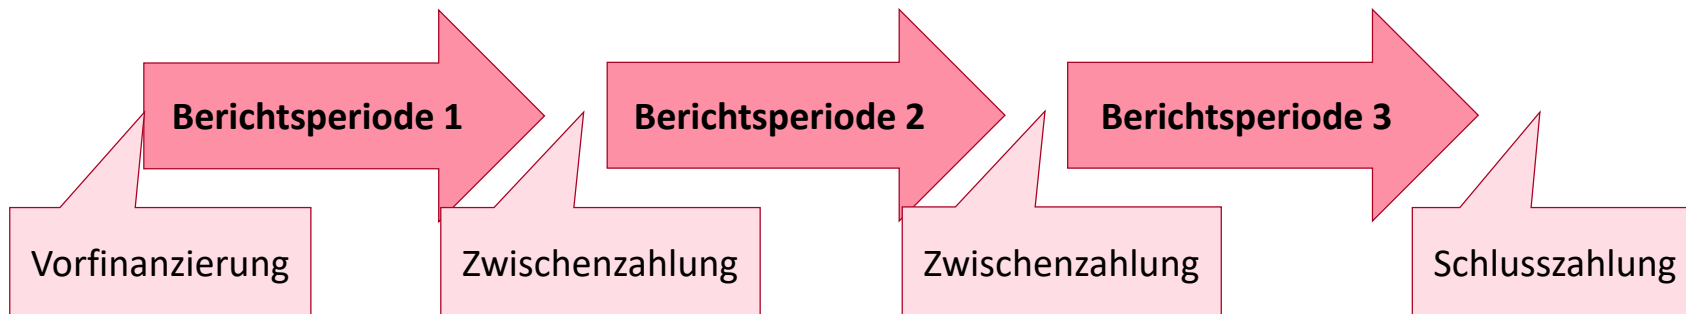 Berichtsperiode 1
Berichtsperiode 2
Berichtsperiode 3
Vorfinanzierung
Zwischenzahlung
Zwischenzahlung
Schlusszahlung